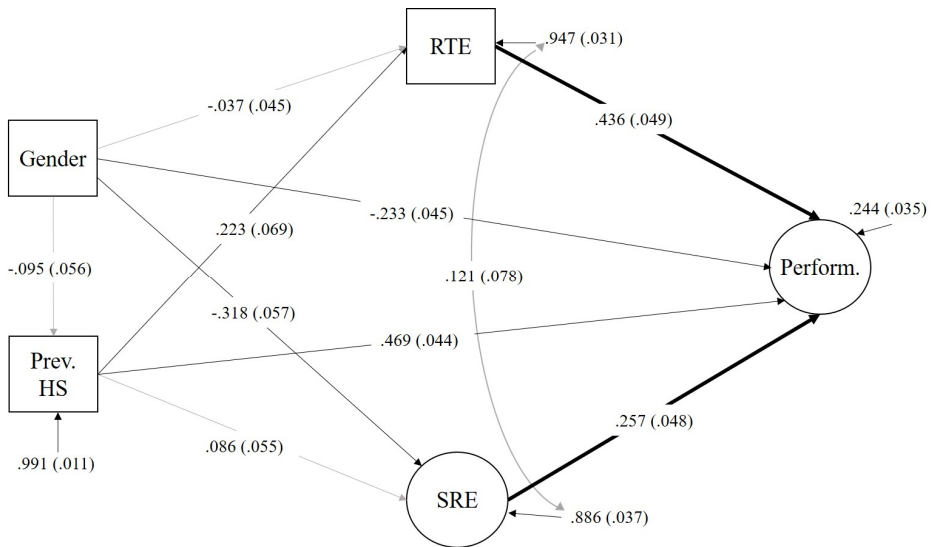 RTE
.947 (.031)
-.037 (.045)
.436 (.049)
Gender
-.233 (.045)
.244 (.035)
.223 (.069)
-.095 (.056)
.121 (.078)
Perform.
-.318 (.057)
.469 (.044)
Prev.
HS
.257 (.048)
.086 (.055)
.991 (.011)
SRE
.886 (.037)